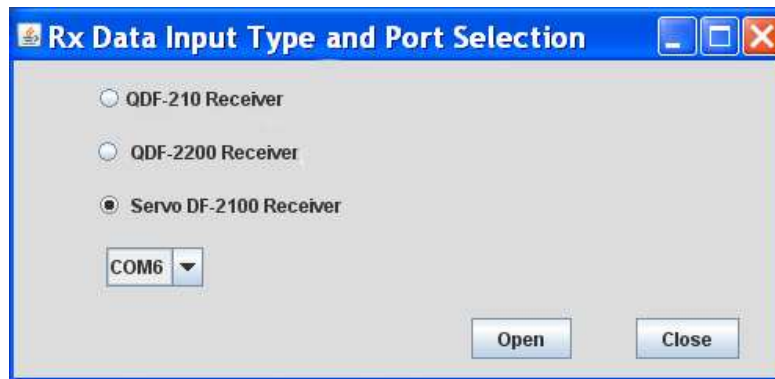 Rx Data Input Type and Port Selection
QDF-210 Receiver
QDF-2200 Receiver
Servo DF-2100 Receiver
COM6
Open Close